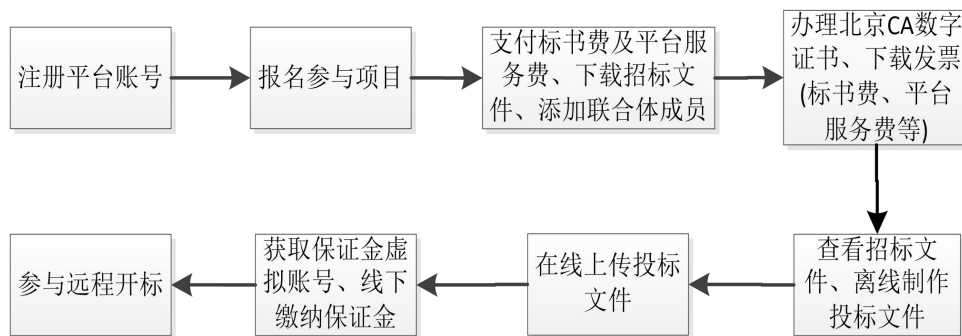 注册平台账号
报名参与项目
支付标书费及平台服
务费、下载招标文
件、添加联合体成员
办理北京CA数字
证书、下载发票
(标书费、平台
服务费等)
查看招标文
件、离线制作
投标文件
在线上传投标
文件
获取保证金虚
拟账号、线下
缴纳保证金
参与远程开标